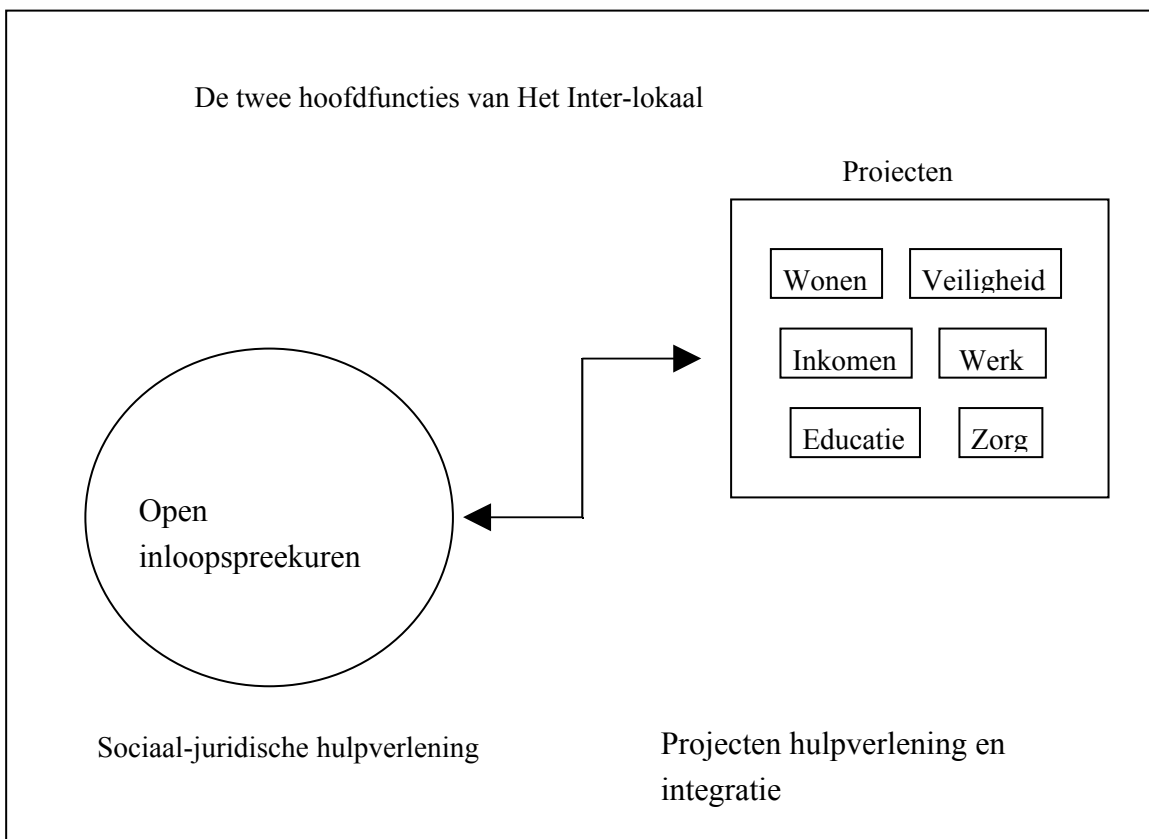 De twee hoofdfuncties van Het Inter-lokaal
Projecten
Wonen Veiligheid
Inkomen Werk
Educatie Zorg
Open
inloopspreekuren
Sociaal-juridische hulpverlening
Projecten hulpverlening en
integratie